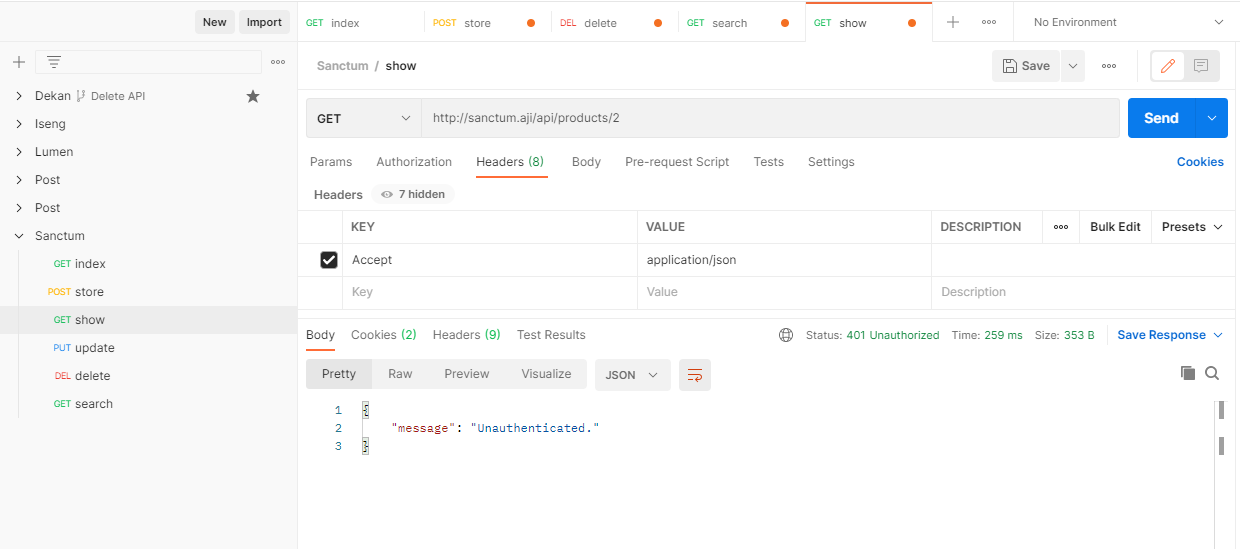 New Import
GET index POST store DEL delete GET search GET show No Environment
Sanctum / show Save
Dekan Delete API
Iseng
Lumen
Post
Post
Sanctum
GET index
POST store
GET show
PUT update
DEL delete
GET search
GET http://sanctum.aji/api/products/2 Send
Params Authorization Headers (8) Body Pre-request Script Tests Settings Cookies
Headers 7 hidden
KEY VALUE DESCRIPTION Bulk Edit Presets
Accept application/json
Key Value Description
Body Cookies (2) Headers (9) Test Results Status: 401 Unauthorized Time: 259 ms Size: 353 B Save Response
Pretty Raw Preview Visualize JSON
1 {
2 "message": "Unauthenticated."
3 }